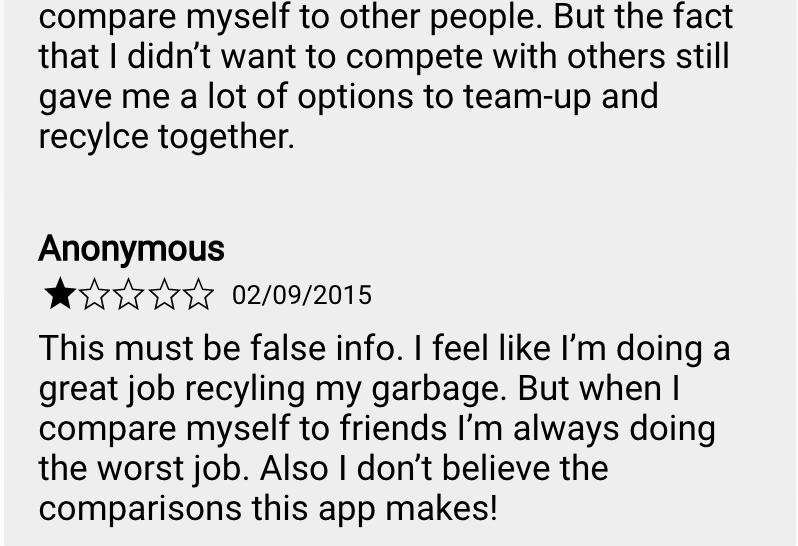 compare myself to other people. But the fact
that I didn’t want to compete with others still
gave me a lot of options to team-up and
recylce together.
Anonymous
02/09/2015
This must be false info. I feel like I’m doing a
great job recyling my garbage. But when I
compare myself to friends I’m always doing
the worst job. Also I don’t believe the
comparisons this app makes!